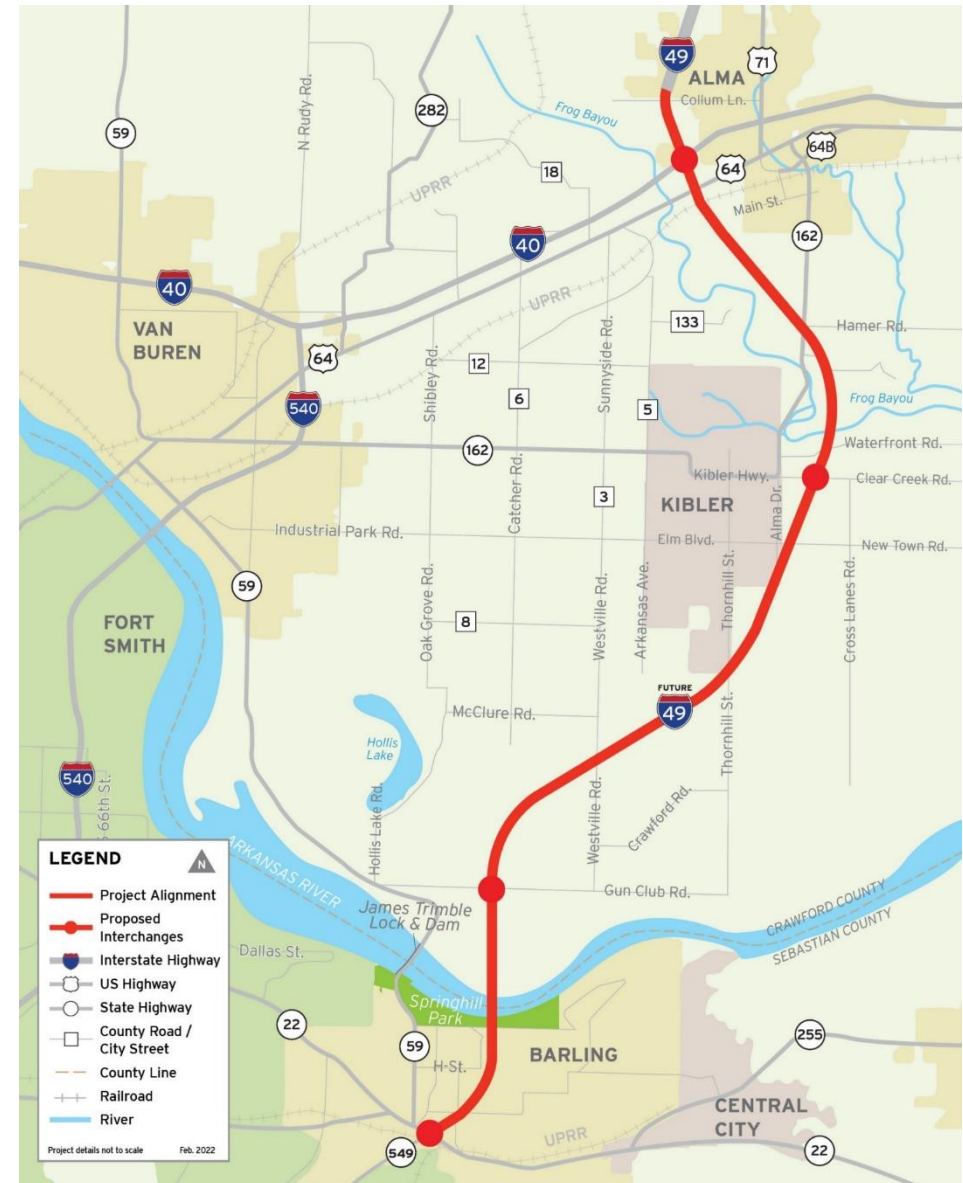 49
71
ALMA
Collum Ln.
59
282
N Rudy Rd.
Frog Bayou
64B
64
18
UPRR
Main St.
162
40
40
UPRR
VAN
BUREN
133
Hamer Rd.
64
12
Shibley Rd.
Sunnyside Rd.
6
5
540
Frog Bayou
162
Waterfront Rd.
Kibler Hwy.
Clear Creek Rd.
Catcher Rd.
3
KIBLER
Alma Dr.
Industrial Park Rd.
Elm Blvd.
New Town Rd.
59
Thornhill St.
Oak Grove Rd.
Westville Rd.
Arkansas Ave.
Cross Lanes Rd.
8
FORT
SMITH
FUTURE
49
McClure Rd.
Hollis
Lake
Thornhill St.
540
S 66th St.
Hollis Lake Rd.
Westville Rd.
Crawford Rd.
ARKANSAS RIVER
Gun Club Rd.
James Trimble
Lock & Dam
CRAWFORD COUNTY
SEBASTIAN COUNTY
Dallas St.
Springhill
Park
22
59
H-St.
BARLING
255
CENTRAL
CITY
UPRR
549
22
LEGEND
N
Project Alignment
Proposed
Interchanges
Interstate Highway
US Highway
State Highway
County Road /
City Street
County Line
Railroad
River
Project details not to scale Feb. 2022